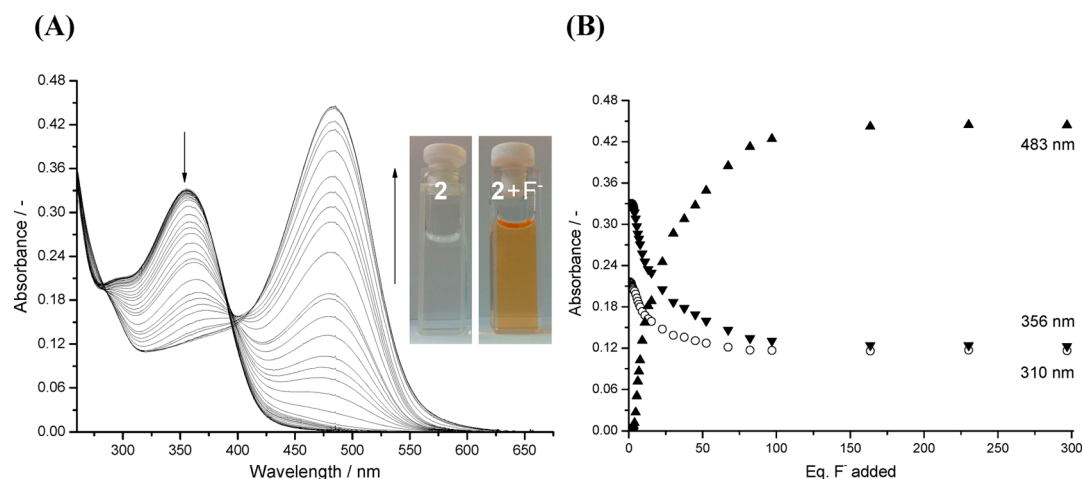 (A)
(B)
0.48
0.42
0.36
0.30
0.24
0.18
0.12
0.06
0.00
Absorbance / -
300 350 400 450 500 550 600 650
Wavelength / nm
2
2+F⁻
0.48
0.42
0.36
0.30
0.24
0.18
0.12
0.06
0.00
Absorbance / -
0 50 100 150 200 250 300
Eq. F⁻ added
483 nm
356 nm
310 nm